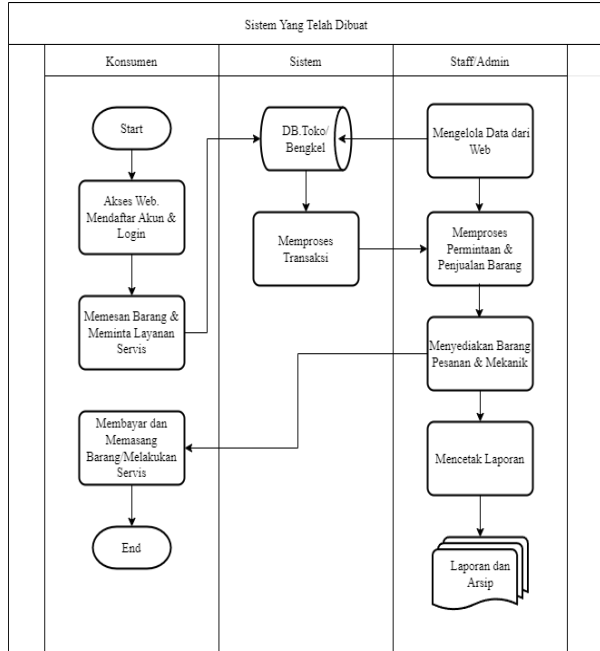 Sistem Yang Telah Dibuat
Konsumen
Sistem
Staff/Admin
Start
DB.Toko/
Bengkel
Mengelola Data dari
Web
Akses Web.
Mendaftar Akun &
Login
Memproses
Transaksi
Memproses
Permintaan &
Penjualan Barang
Memesan Barang &
Meminta Layanan
Servis
Menyediakan Barang
Pesanan & Mekanik
Membayar dan
Memasang
Barang/Melakukan
Servis
Mencetak Laporan
End
Laporan dan
Arsip